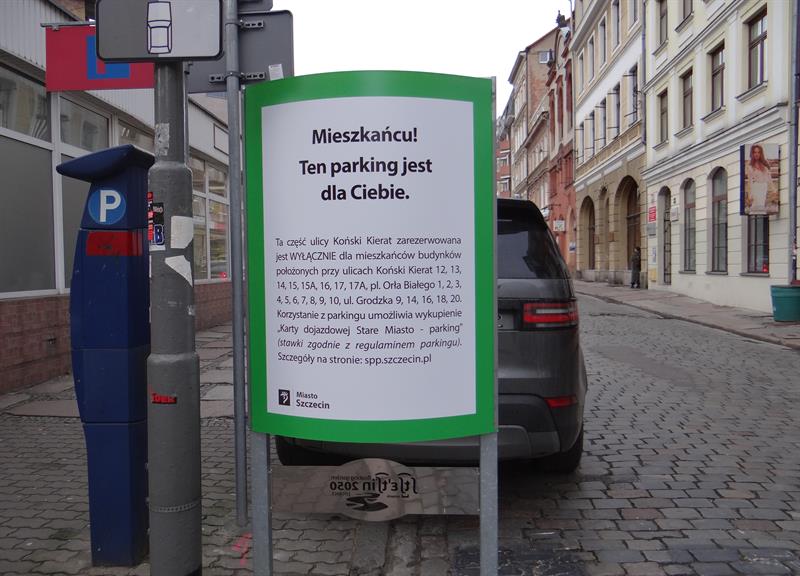 P
Mieszkańcu!
Ten parking jest
dla Ciebie.
Ta część ulicy Koński Kierat zarezerwowana
jest WYŁĄCZNIE dla mieszkańców budynków
położonych przy ulicach Koński Kierat 12, 13,
14, 15, 15A, 16, 17, 17A, pl. Orła Białego 1, 2, 3,
4, 5, 6, 7, 8, 9, 10, ul. Grodzka 9, 14, 16, 18, 20.
Korzystanie z parkingu umożliwia wykupienie
„Karty dojazdowej Stare Miasto - parking"
(stawki zgodnie z regulaminem parkingu).
Szczegóły na stronie: spp.szczecin.pl
Miasto
Szczecin
2050